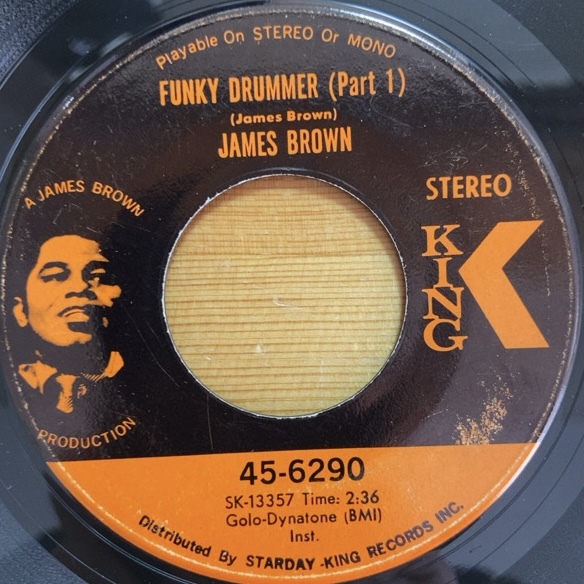 Playable On STEREO Or MONO
FUNKY DRUMMER (Part 1)
(James Brown)
JAMES BROWN
A JAMES BROWN
PRODUCTION
STEREO
KING
K
45-6290
SK-13357 Time: 2:36
Golo-Dynatone (BMI)
Inst.
Distributed By STARDAY-KING RECORDS INC.